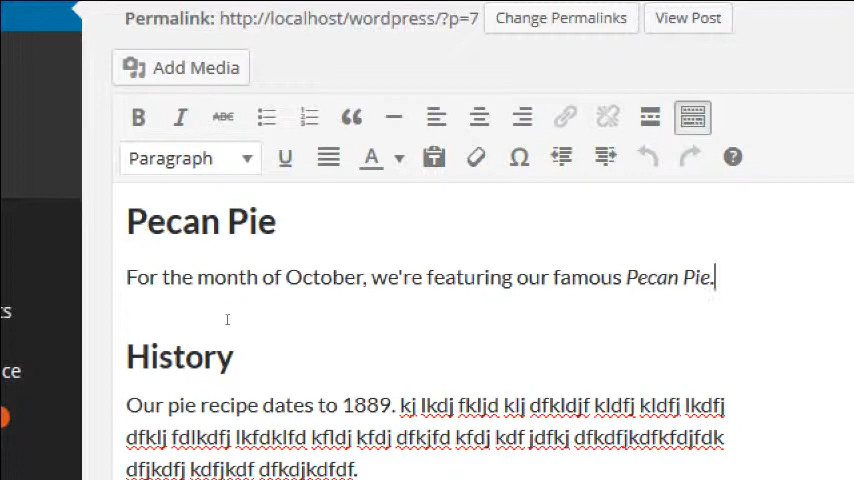 Permalink: http://localhost/wordpress/?p=7 Change Permalinks View Post
Add Media
B I ABC
Paragraph U A Ω ?
Pecan Pie
For the month of October, we're featuring our famous Pecan Pie.
ts
History
ce
Our pie recipe dates to 1889. kj lkdj fkljd klj dfkldjf kldfj kldfj lkdfj
dfklj fdlkdfj lkfdklfd kfldj kfdj dfkjfd kfdj kdf jdfkj dfkdfjkdfkfdjfdk
dfjkdfj kdfjkdf dfkdjkdfdf.